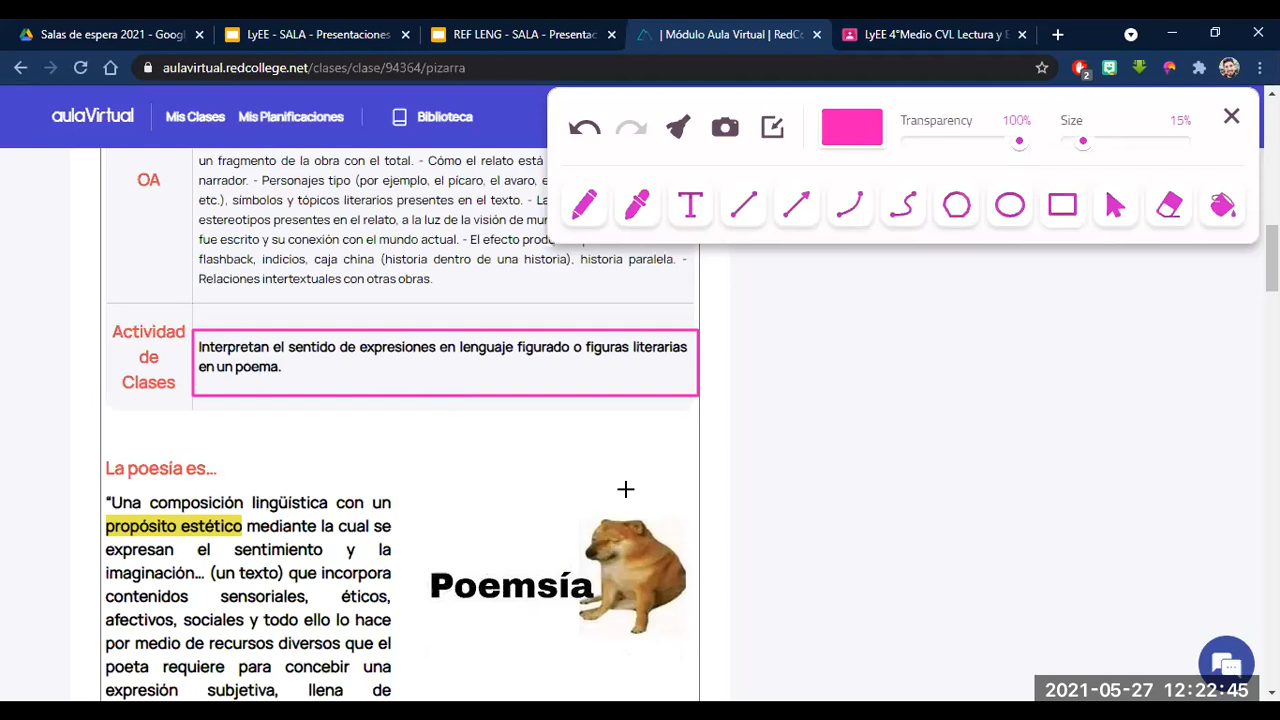 Salas de espera 2021 - Googl
LyEE - SALA - Presentaciones
REF LENG - SALA - Presentac
| Módulo Aula Virtual | RedCo
LyEE 4°Medio CVL Lectura y E
aulavirtual.redcollege.net/clases/clase/94364/pizarra
2
aulaVirtual
Mis Clases
Mis Planificaciones
Biblioteca
Transparency
100%
Size
15%
T
OA
un fragmento de la obra con el total. - Cómo el relato está
narrador. - Personajes tipo (por ejemplo, el pícaro, el avaro, e
etc.), símbolos y tópicos literarios presentes en el texto. - La
estereotipos presentes en el relato, a la luz de la visión de mu
fue escrito y su conexión con el mundo actual. - El efecto produ
flashback, indicios, caja china (historia dentro de una historia), historia paralela. -
Relaciones intertextuales con otras obras.
Actividad
de
Clases
Interpretan el sentido de expresiones en lenguaje figurado o figuras literarias
en un poema.
La poesía es...
“Una composición lingüística con un
propósito estético mediante la cual se
expresan el sentimiento y la
imaginación... (un texto) que incorpora
contenidos sensoriales, éticos,
afectivos, sociales y todo ello lo hace
por medio de recursos diversos que el
poeta requiere para concebir una
expresión subjetiva, llena de
Poemsía
2021-05-27 12:22:45